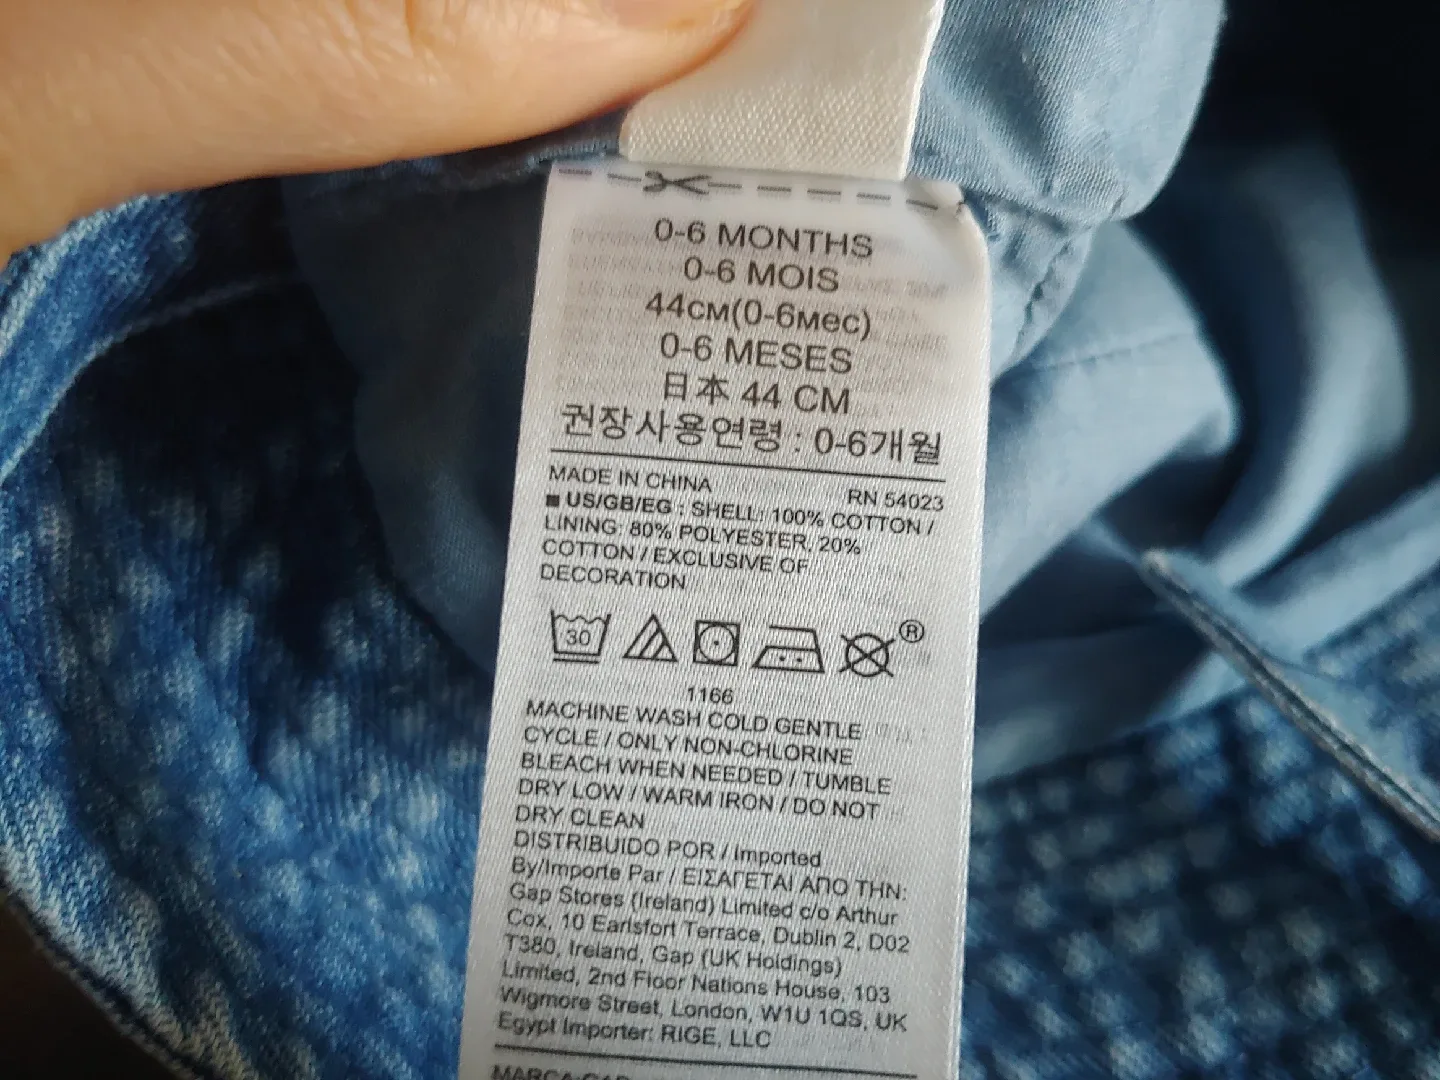 0-6 MONTHS
0-6 MOIS
44см(0-6мес)
0-6 MESES
日本 44 CM
권장사용연령 : 0-6개월
MADE IN CHINA
RN 54023
■ US/GB/EG : SHELL: 100% COTTON /
LINING: 80% POLYESTER, 20%
COTTON / EXCLUSIVE OF
DECORATION
30
®
1166
MACHINE WASH COLD GENTLE
CYCLE / ONLY NON-CHLORINE
BLEACH WHEN NEEDED / TUMBLE
DRY LOW / WARM IRON / DO NOT
DRY CLEAN
DISTRIBUIDO POR / Imported
By/Importe Par / ΕΙΣΑΓΕΤΑΙ ΑΠΟ ΤΗΝ:
Gap Stores (Ireland) Limited c/o Arthur
Cox, 10 Earlsfort Terrace, Dublin 2, D02
T380, Ireland, Gap (UK Holdings)
Limited, 2nd Floor Nations House, 103
Wigmore Street, London, W1U 1QS, UK
Egypt Importer: RIGE, LLC